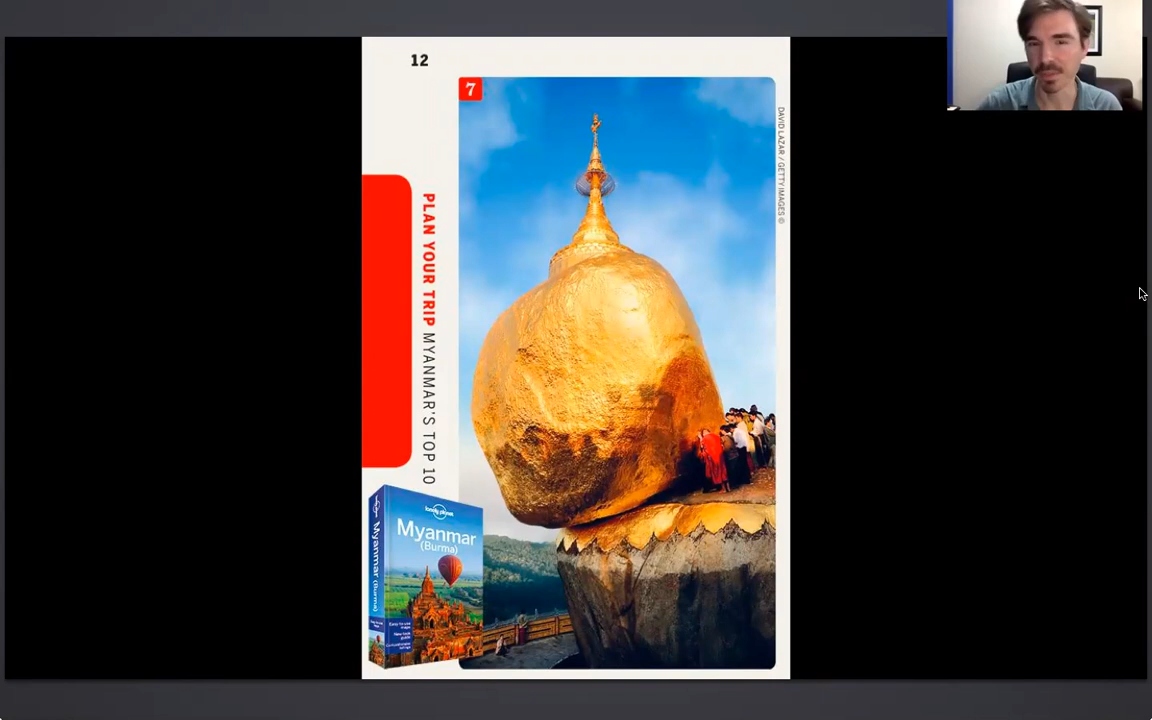 12
7
DAVID LAZAR / GETTY IMAGES ©
PLAN YOUR TRIP MYANMAR'S TOP 10
lonely planet
Myanmar
(Burma)
Myanmar (Burma)